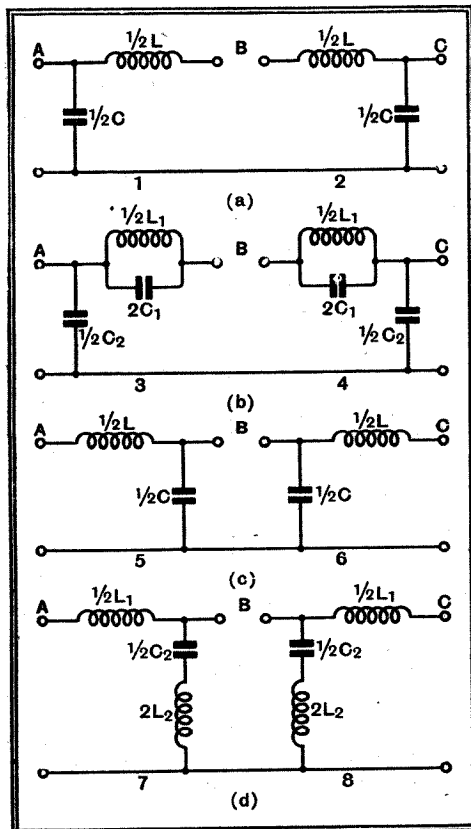 A ½L B ½L C
½C ½C
1 2
(a)
½L₁ ½L₁
A B C
2C₁ 2C₁
½C₂ ½C₂
3 4
(b)
A ½L B ½L C
½C ½C
5 6
(c)
A ½L₁ B ½L₁ C
½C₂ ½C₂
2L₂ 2L₂
7 8
(d)